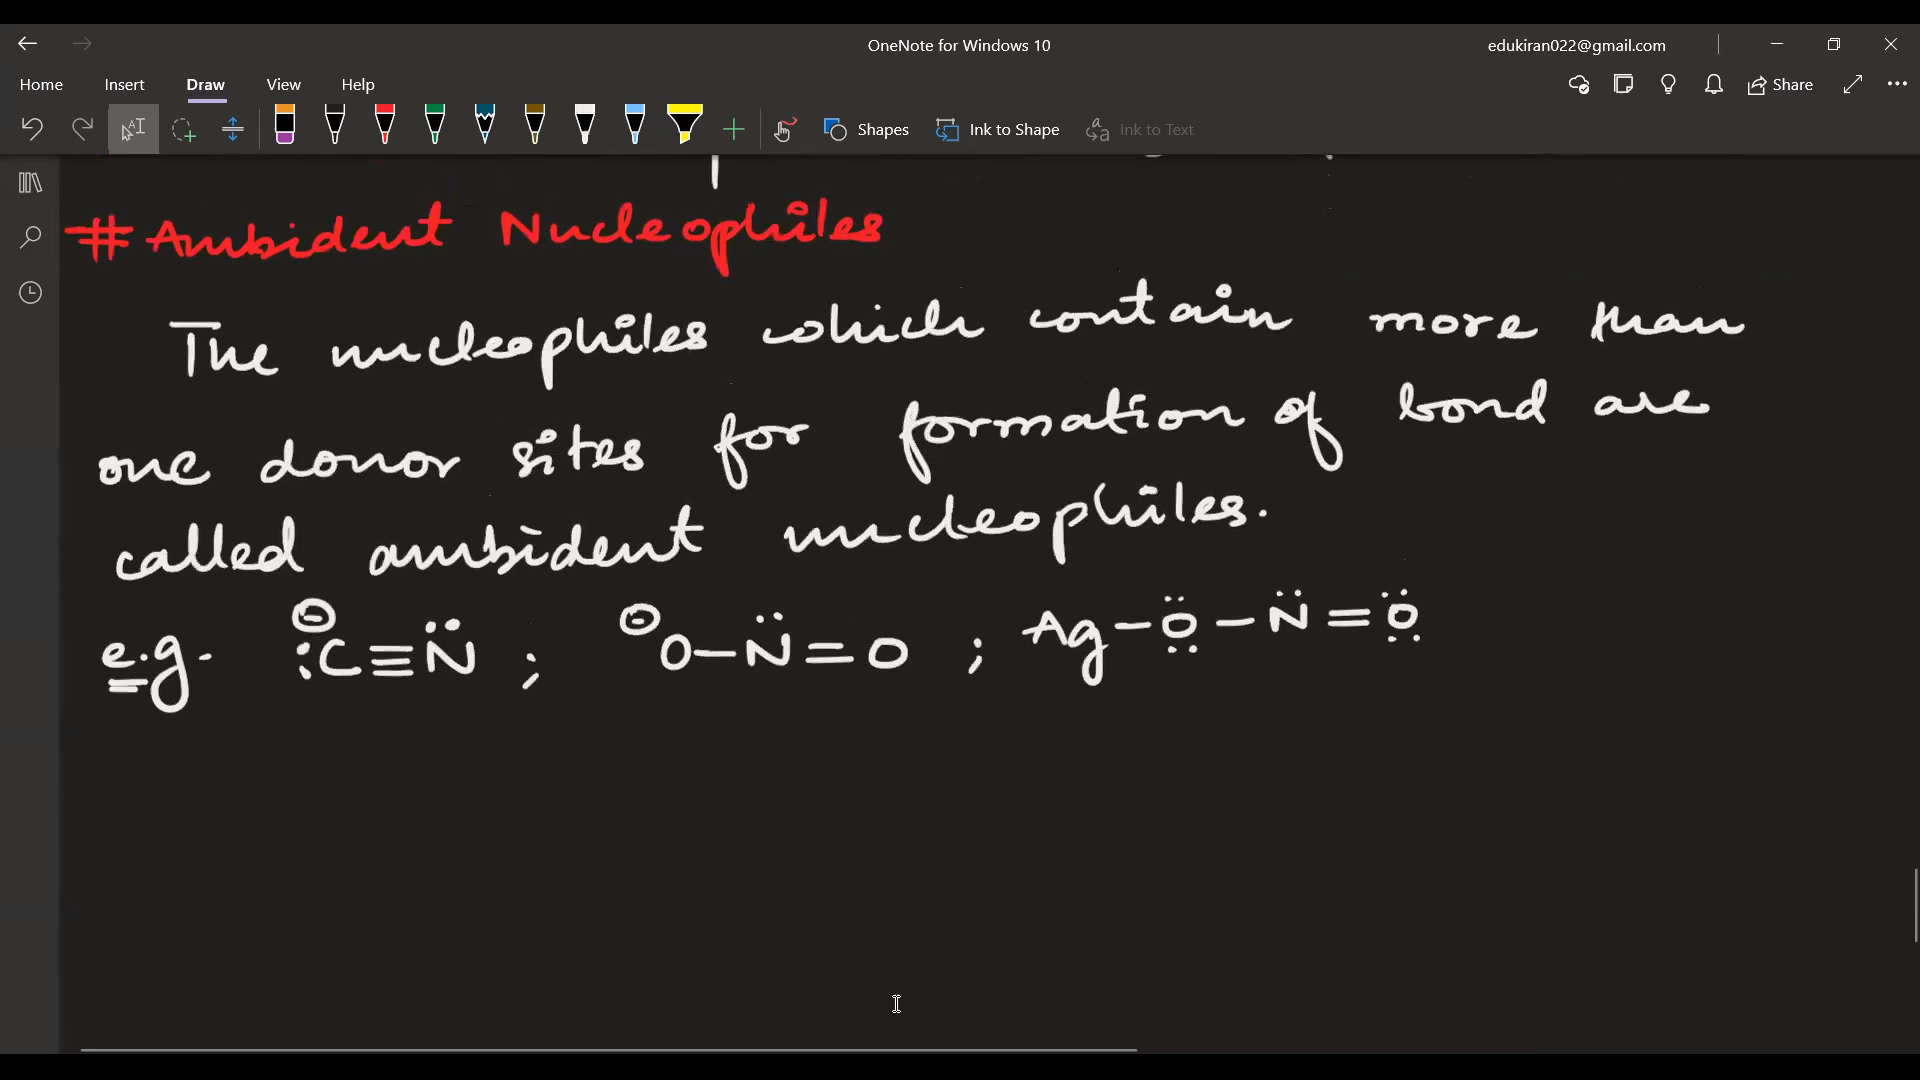 OneNote for Windows 10
edukiran022@gmail.com
Home Insert Draw View Help
Share
Shapes Ink to Shape Ink to Text
# Ambident Nucleophiles
The nucleophiles which contain more than
one donor sites for formation of bond are
called ambident nucleophiles.
e.g. ⊖:C≡N̈ ; ⊖O–N̈=O ; Ag–Ö–N̈=Ö